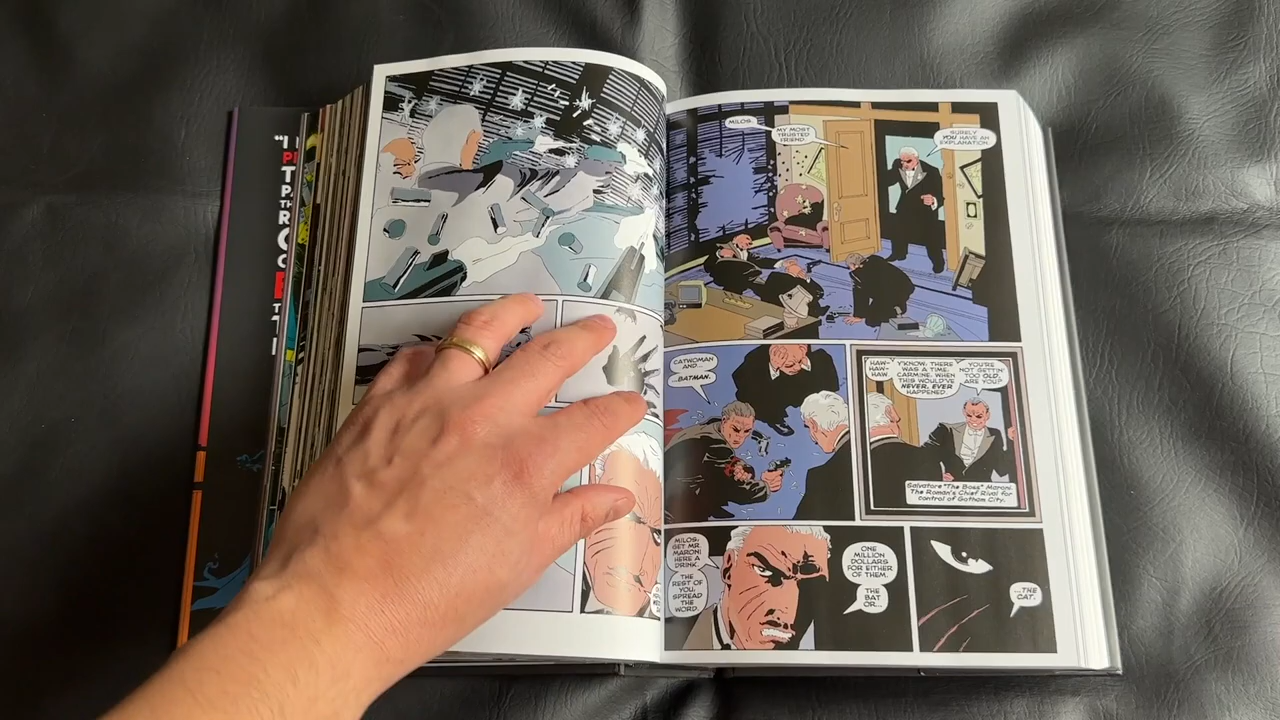 "I
T
MILOS.
MY MOST
TRUSTED
FRIEND.
SURELY
YOU HAVE AN
EXPLANATION.
CATWOMAN
AND...
...BATMAN.
HAW-
HAW-
HAW.
Y'KNOW, THERE
WAS A TIME,
CARMINE, WHEN
THIS WOULD'VE
NEVER, EVER
HAPPENED.
YOU'RE
NOT GETTIN'
TOO OLD,
ARE YOU?
Salvatore "The Boss" Maroni.
The Roman's Chief Rival for
control of Gotham City.
MILOS,
GET MR.
MARONI
HERE A
DRINK.
THE
REST OF
YOU,
SPREAD
THE
WORD.
ONE
MILLION
DOLLARS
FOR EITHER
OF THEM.
THE
BAT
OR...
...THE
CAT.